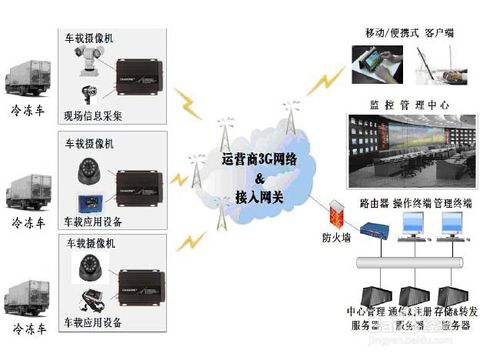 车载摄像机
现场信息采集
冷冻车
车载摄像机
车载应用设备
冷冻车
车载摄像机
车载应用设备
冷冻车
运营商3G网络
&
接入网关
移动/便携式 客户端
监控管理中心
路由器 操作终端 管理终端
防火墙
中心管理 通信&注册 存储&转发
服务器 服务器 服务器